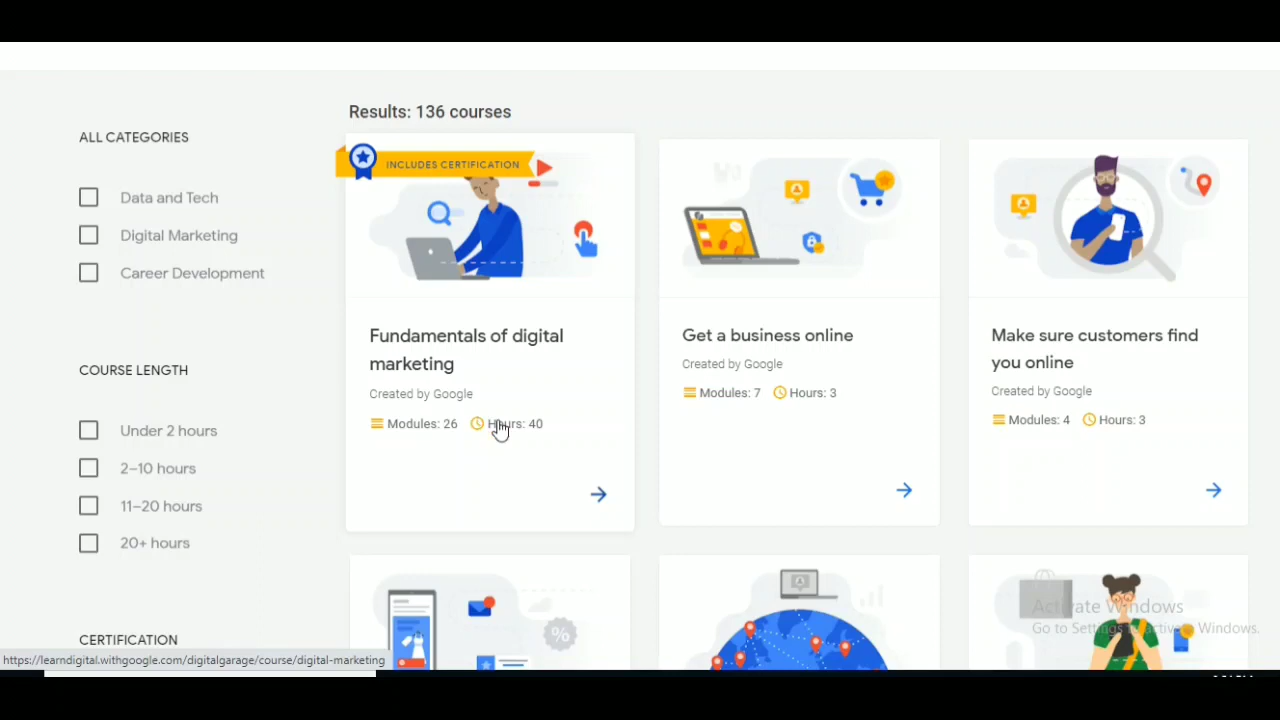 Results: 136 courses
ALL CATEGORIES
Data and Tech
Digital Marketing
Career Development
COURSE LENGTH
Under 2 hours
2–10 hours
11–20 hours
20+ hours
CERTIFICATION
INCLUDES CERTIFICATION
Fundamentals of digital
marketing
Created by Google
Modules: 26 Hours: 40
Get a business online
Created by Google
Modules: 7 Hours: 3
Make sure customers find
you online
Created by Google
Modules: 4 Hours: 3
%
Activate Windows
Go to Settings to activate Windows.
https://learndigital.withgoogle.com/digitalgarage/course/digital-marketing